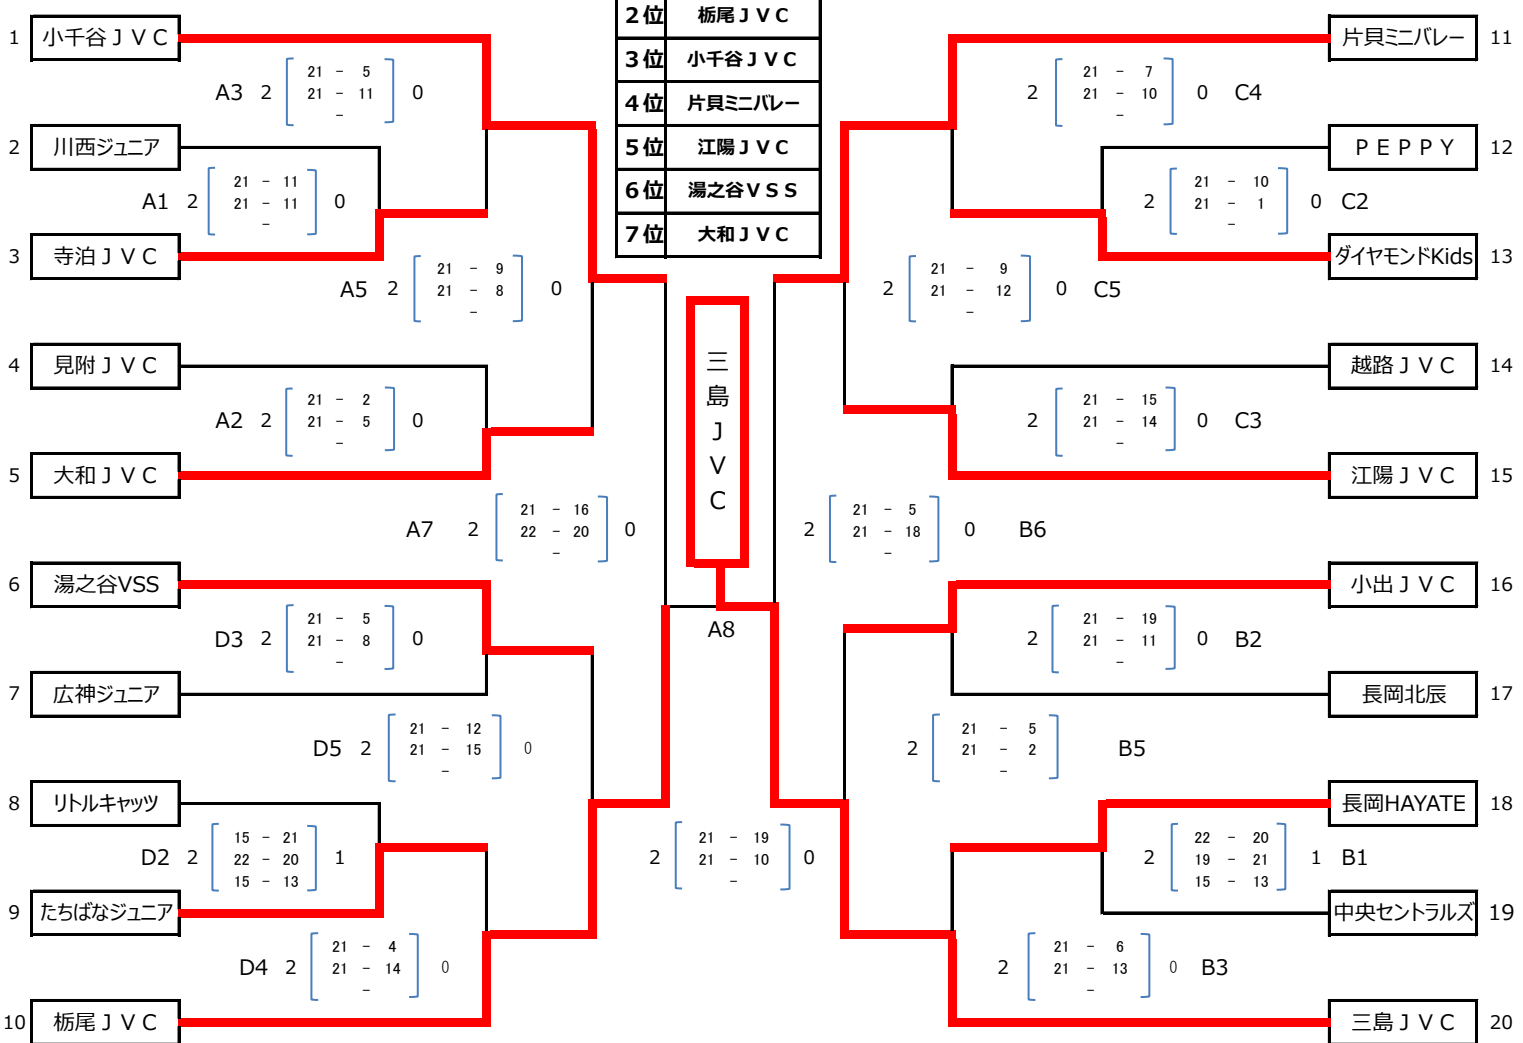 2位 栃尾ＪＶＣ
3位 小千谷ＪＶＣ
4位 片貝ミニバレー
5位 江陽ＪＶＣ
6位 湯之谷ＶＳＳ
7位 大和ＪＶＣ
1 小千谷ＪＶＣ
A3 2 21 - 5 0
21 - 11
-
2 川西ジュニア
A1 2 21 - 11 0
21 - 11
-
3 寺泊ＪＶＣ
A5 2 21 - 9 0
21 - 8
-
4 見附ＪＶＣ
A2 2 21 - 2 0
21 - 5
-
5 大和ＪＶＣ
A7 2 21 - 16 0
22 - 20
-
6 湯之谷VSS
D3 2 21 - 5 0
21 - 8
-
7 広神ジュニア
D5 2 21 - 12 0
21 - 15
-
8 リトルキャッツ
D2 2 15 - 21 1
22 - 20
15 - 13
9 たちばなジュニア
D4 2 21 - 4 0
21 - 14
-
10 栃尾ＪＶＣ
三島ＪＶＣ
A8
2 21 - 19 0
21 - 10
-
片貝ミニバレー 11
2 21 - 7 0 C4
21 - 10
-
ＰＥＰＰＹ 12
2 21 - 10 0 C2
21 - 1
-
ダイヤモンドKids 13
2 21 - 9 0 C5
21 - 12
-
越路ＪＶＣ 14
2 21 - 15 0 C3
21 - 14
-
江陽ＪＶＣ 15
2 21 - 5 0 B6
21 - 18
-
小出ＪＶＣ 16
2 21 - 19 0 B2
21 - 11
-
長岡北辰 17
2 21 - 5 B5
21 - 2
-
長岡HAYATE 18
2 22 - 20 1 B1
19 - 21
15 - 13
中央セントラルズ 19
2 21 - 6 0 B3
21 - 13
-
三島ＪＶＣ 20